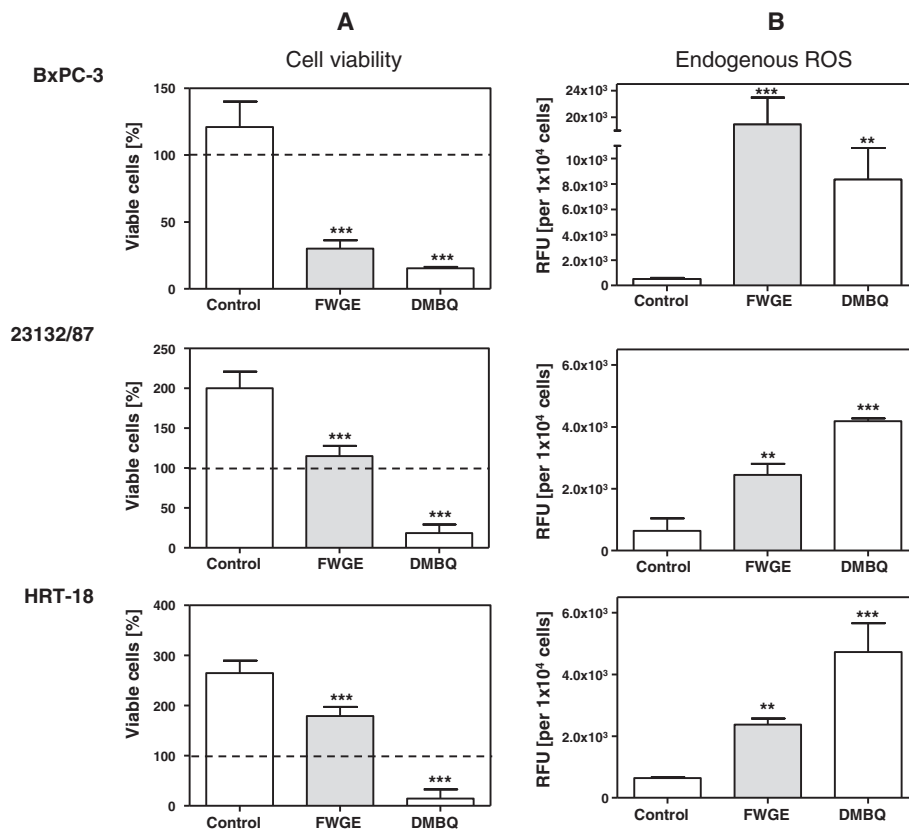 A
B
Cell viability
Endogenous ROS
BxPC-3
Viable cells [%]
150
100
50
0
***
***
Control
FWGE
DMBQ
RFU [per 1x10⁴ cells]
24x10³
20x10³
10x10³
8.0x10³
6.0x10³
4.0x10³
2.0x10³
0
***
**
Control
FWGE
DMBQ
23132/87
Viable cells [%]
250
200
150
100
50
0
***
***
Control
FWGE
DMBQ
RFU [per 1x10⁴ cells]
6.0x10³
4.0x10³
2.0x10³
0
**
***
Control
FWGE
DMBQ
HRT-18
Viable cells [%]
400
300
200
100
0
***
***
Control
FWGE
DMBQ
RFU [per 1x10⁴ cells]
6.0x10³
4.0x10³
2.0x10³
0
**
***
Control
FWGE
DMBQ